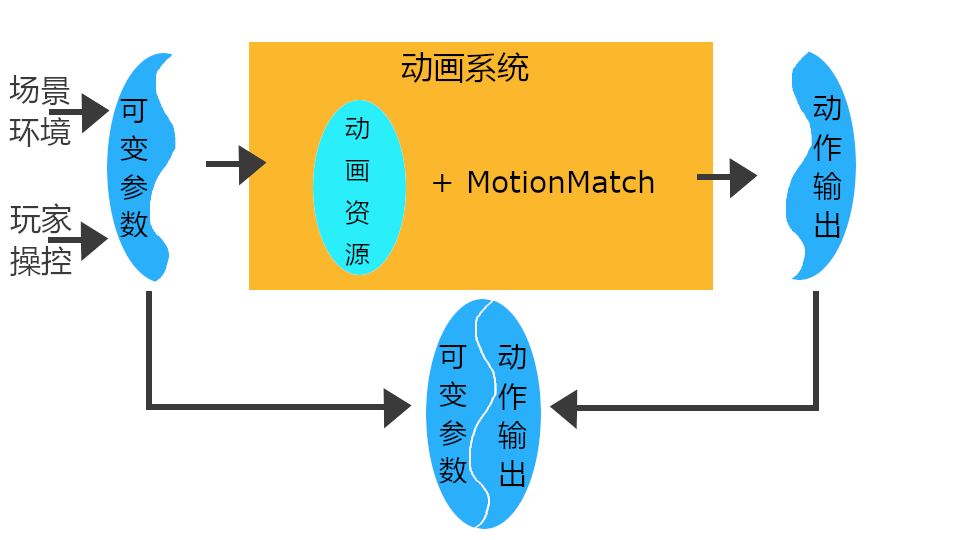 动画系统
场景
环境
玩家
操控
可变参数
动画资源
+ MotionMatch
动作输出
可变参数
动作输出